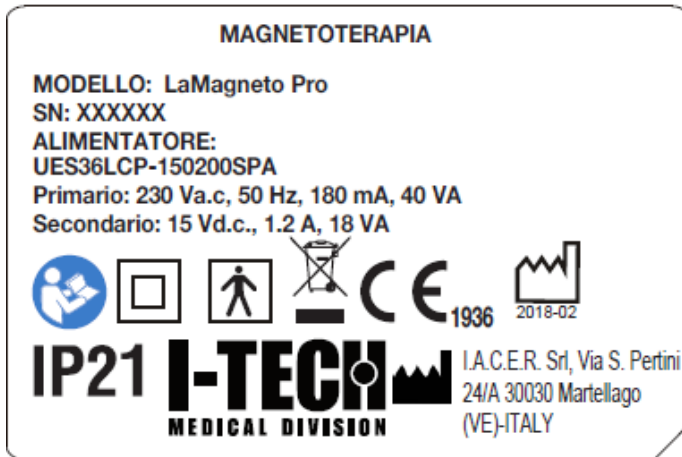 MAGNETOTERAPIA
MODELLO: LaMagneto Pro
SN: XXXXXX
ALIMENTATORE:
UES36LCP-150200SPA
Primario: 230 Va.c, 50 Hz, 180 mA, 40 VA
Secondario: 15 Vd.c., 1.2 A, 18 VA
CE 1936
2018-02
IP21
I-TECH
MEDICAL DIVISION
I.A.C.E.R. Srl, Via S. Pertini
24/A 30030 Martellago
(VE)-ITALY